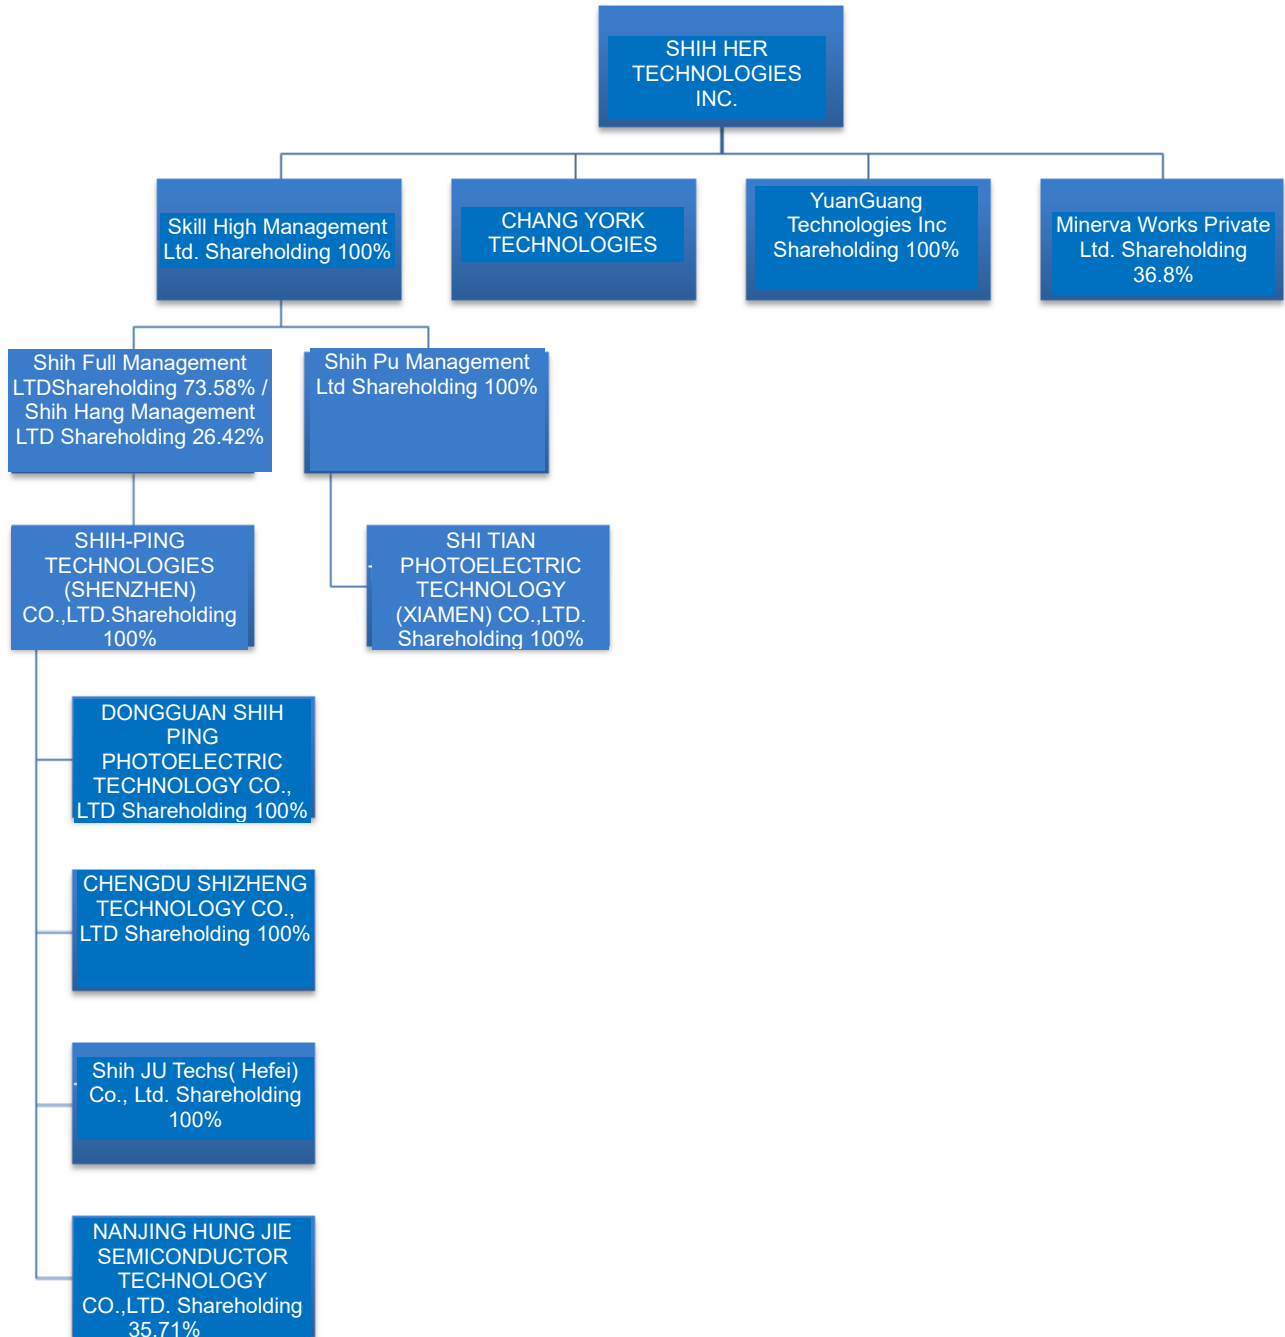 SHIH HER
TECHNOLOGIES
INC.
Skill High Management
Ltd. Shareholding 100%
CHANG YORK
TECHNOLOGIES
YuanGuang
Technologies Inc
Shareholding 100%
Minerva Works Private
Ltd. Shareholding
36.8%
Shih Full Management
LTDShareholding 73.58% /
Shih Hang Management
LTD Shareholding 26.42%
Shih Pu Management
Ltd Shareholding 100%
SHIH-PING
TECHNOLOGIES
(SHENZHEN)
CO.,LTD.Shareholding
100%
SHI TIAN
PHOTOELECTRIC
TECHNOLOGY
(XIAMEN) CO.,LTD.
Shareholding 100%
DONGGUAN SHIH
PING
PHOTOELECTRIC
TECHNOLOGY CO.,
LTD Shareholding 100%
CHENGDU SHIZHENG
TECHNOLOGY CO.,
LTD Shareholding 100%
Shih JU Techs( Hefei)
Co., Ltd. Shareholding
100%
NANJING HUNG JIE
SEMICONDUCTOR
TECHNOLOGY
CO.,LTD. Shareholding
35.71%